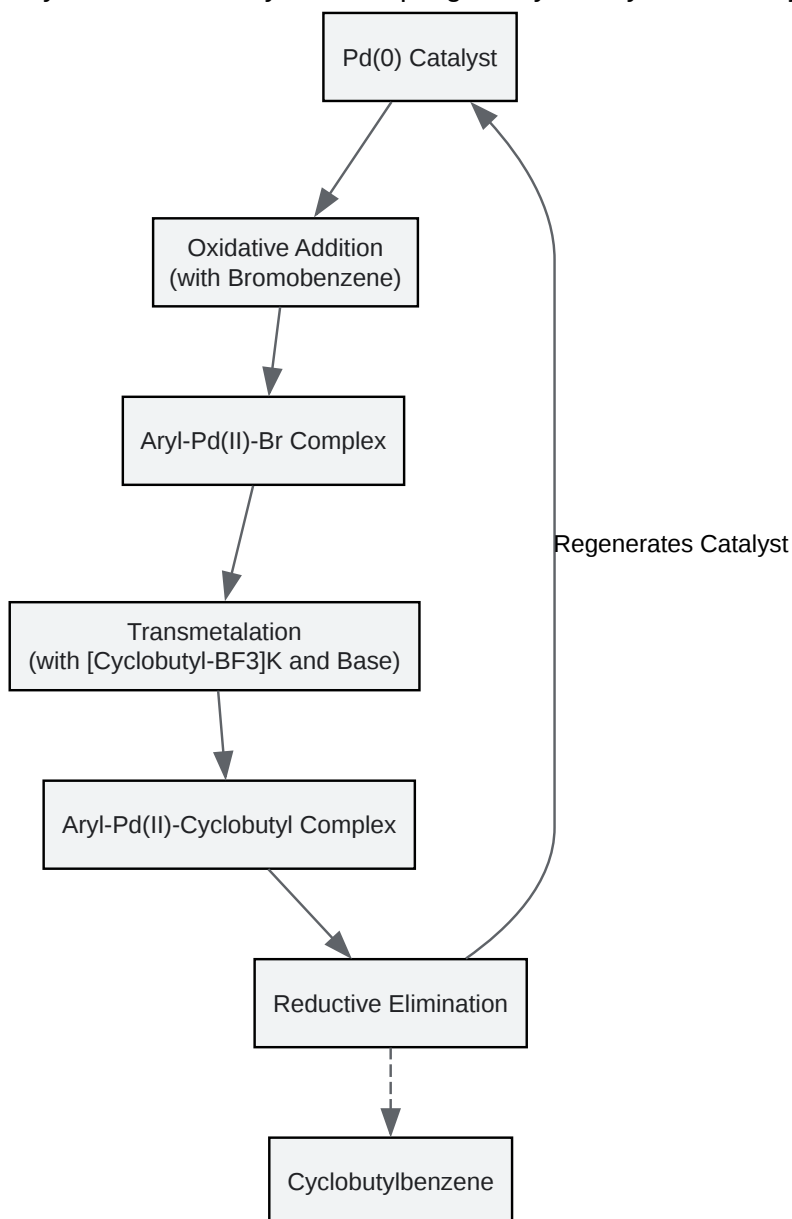 Pd(0) Catalyst
Oxidative Addition
(with Bromobenzene)
Aryl-Pd(II)-Br Complex
Regenerates Catalyst
Transmetalation
(with [Cyclobutyl-BF3]K and Base)
Aryl-Pd(II)-Cyclobutyl Complex
Reductive Elimination
Cyclobutylbenzene